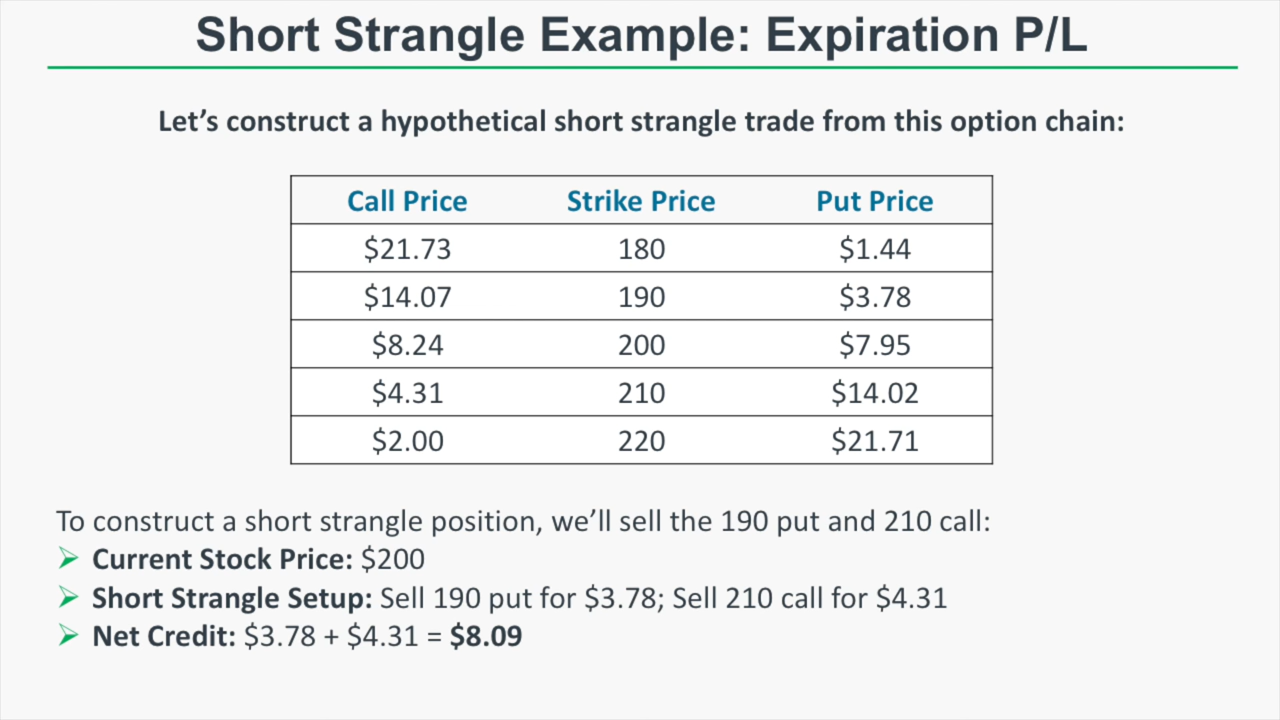 Short Strangle Example: Expiration P/L
Let’s construct a hypothetical short strangle trade from this option chain:
Call Price Strike Price Put Price
$21.73 180 $1.44
$14.07 190 $3.78
$8.24 200 $7.95
$4.31 210 $14.02
$2.00 220 $21.71
To construct a short strangle position, we’ll sell the 190 put and 210 call:
Current Stock Price: $200
Short Strangle Setup: Sell 190 put for $3.78; Sell 210 call for $4.31
Net Credit: $3.78 + $4.31 = $8.09